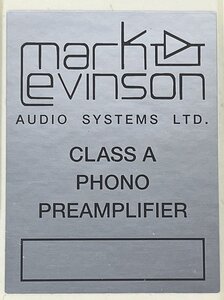 mark
levinson
AUDIO SYSTEMS LTD.
CLASS A
PHONO
PREAMPLIFIER